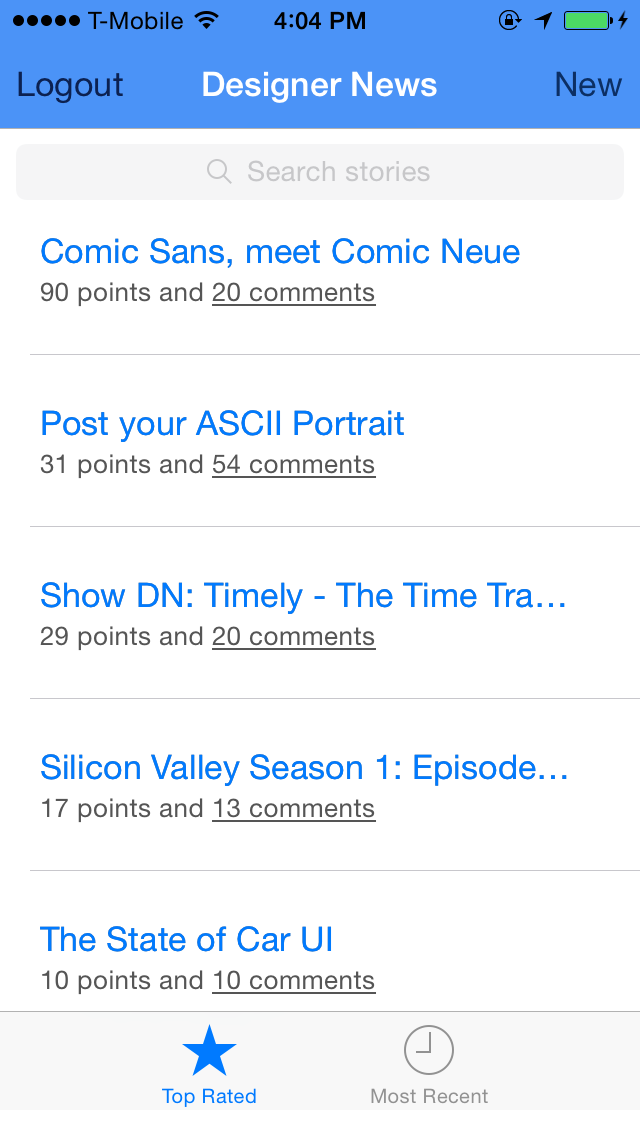 T-Mobile 4:04 PM
Logout Designer News New
Search stories
Comic Sans, meet Comic Neue
90 points and 20 comments
Post your ASCII Portrait
31 points and 54 comments
Show DN: Timely - The Time Tra…
29 points and 20 comments
Silicon Valley Season 1: Episode…
17 points and 13 comments
The State of Car UI
10 points and 10 comments
Top Rated Most Recent